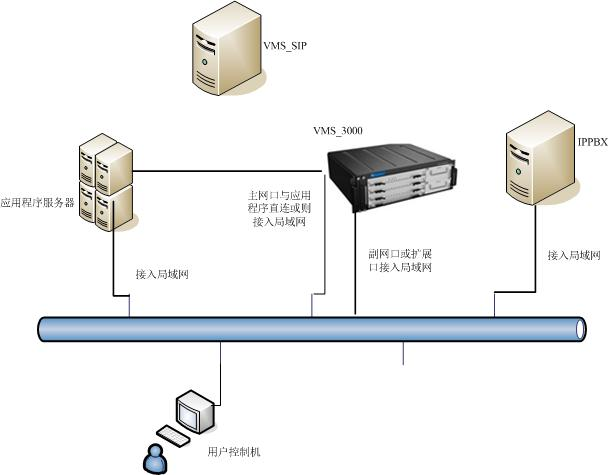 VMS_SIP
VMS_3000
IPPBX
应用程序服务器
主网口与应用
程序直连或则
接入局域网
接入局域网
副网口或扩展
口接入局域网
接入局域网
用户控制机